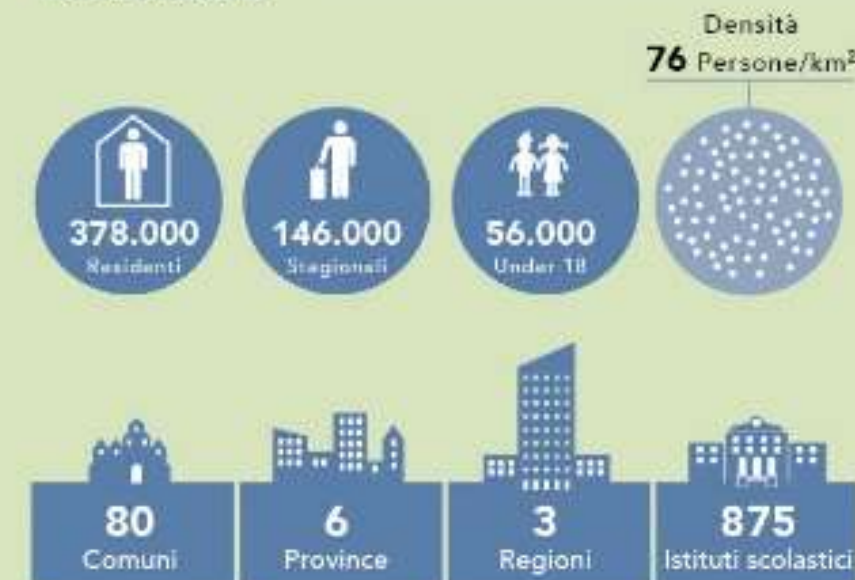 Densità
76 Persone/km²
378.000
Residenti
146.000
Stagionali
56.000
Under 18
80
Comuni
6
Province
3
Regioni
875
Istituti scolastici